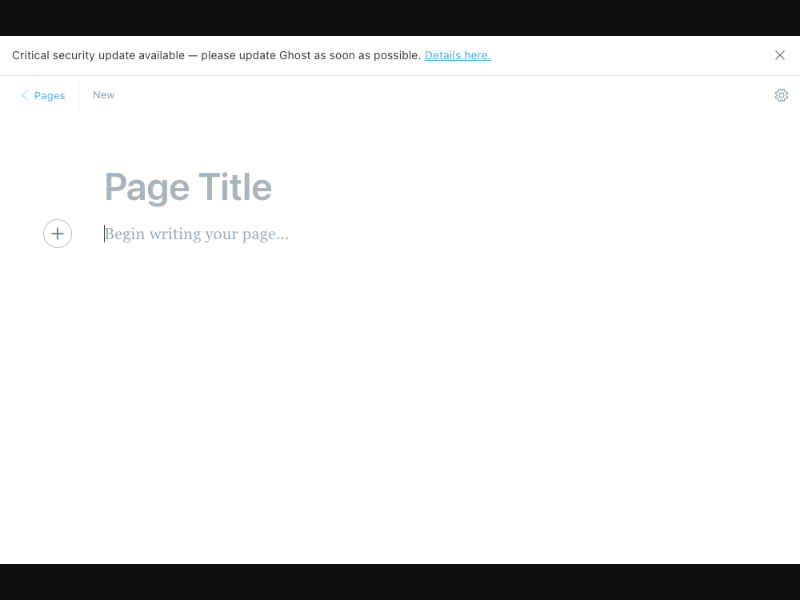 Critical security update available — please update Ghost as soon as possible. Details here.
Pages
New
Page Title
Begin writing your page...